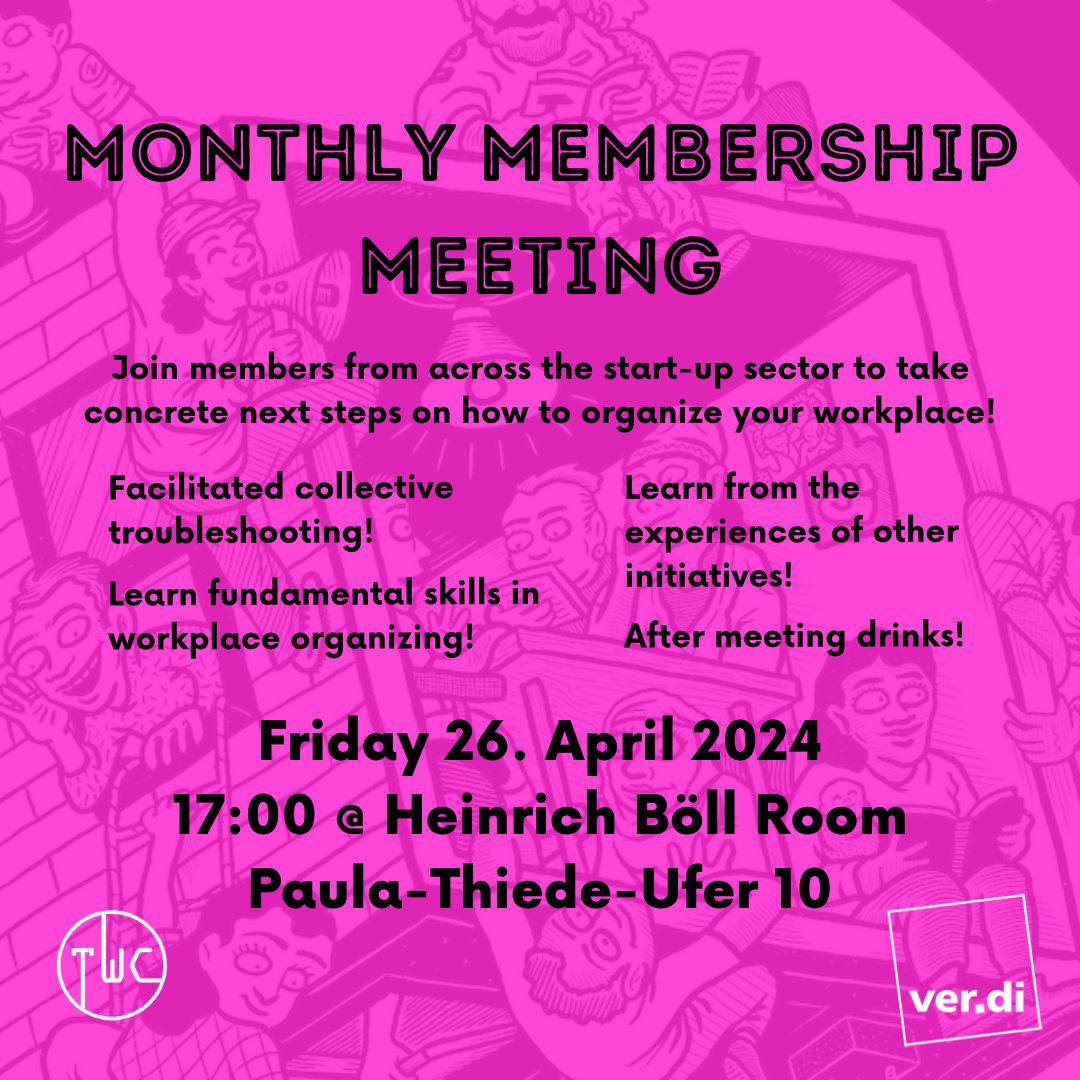 MONTHLY MEMBERSHIP
MEETING
Join members from across the start-up sector to take
concrete next steps on how to organize your workplace!
Facilitated collective
troubleshooting!
Learn fundamental skills in
workplace organizing!
Learn from the
experiences of other
initiatives!
After meeting drinks!
Friday 26. April 2024
17:00 @ Heinrich Böll Room
Paula-Thiede-Ufer 10
TWC
ver.di